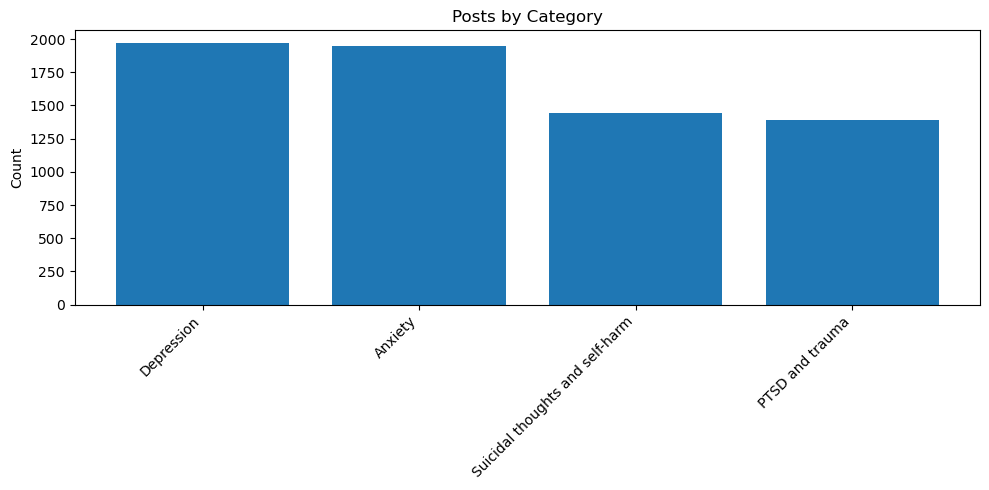 Posts by Category
Count
2000
1750
1500
1250
1000
750
500
250
0
Depression
Anxiety
Suicidal thoughts and self-harm
PTSD and trauma